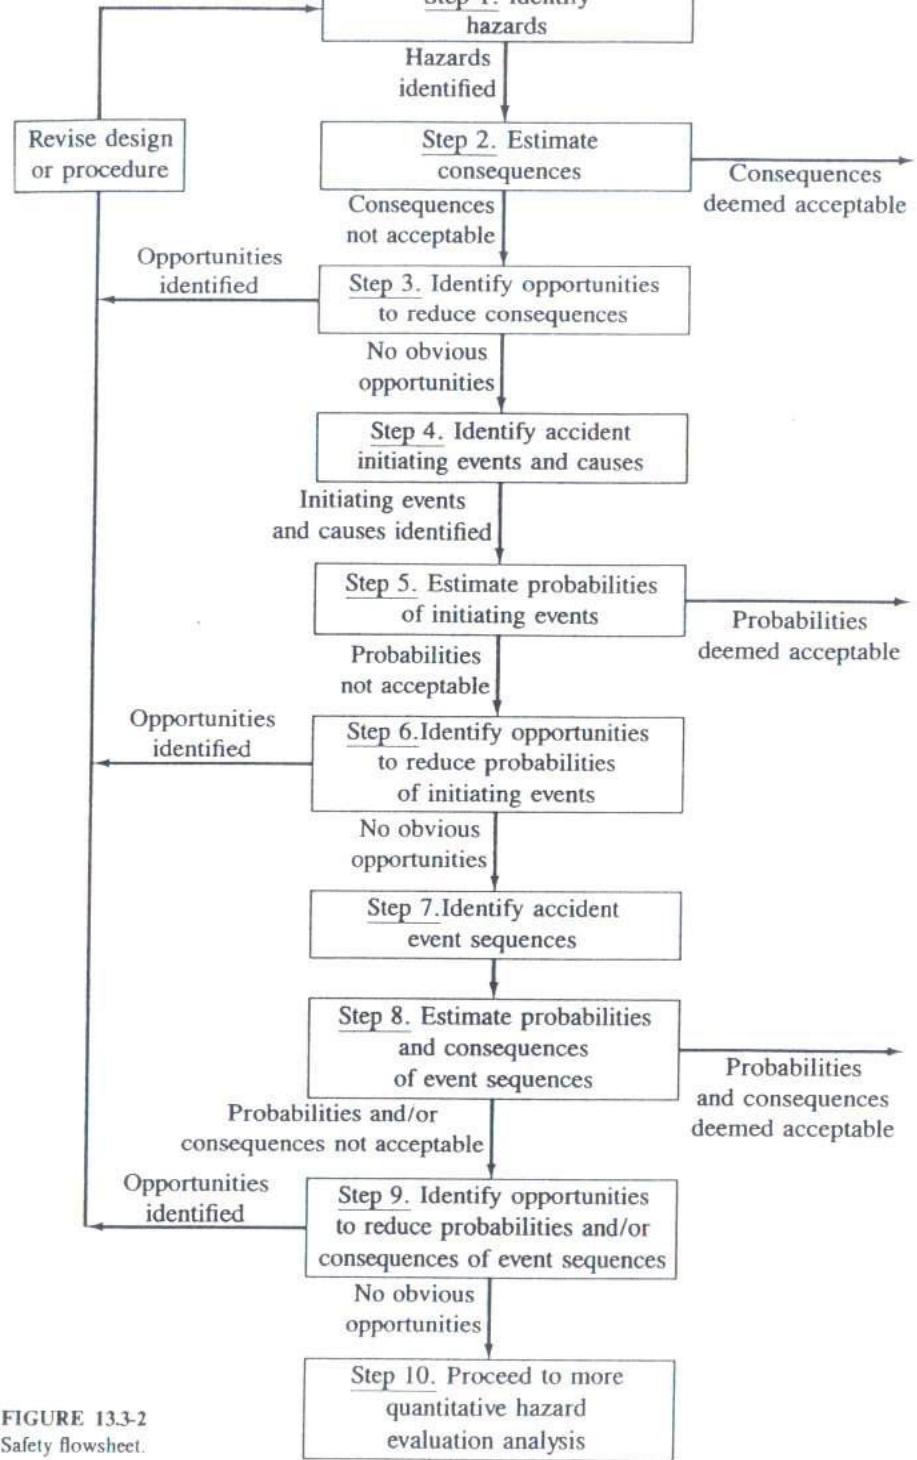 Step 1. Identify
hazards
Hazards
identified
Revise design
or procedure
Step 2. Estimate
consequences
Consequences
deemed acceptable
Consequences
not acceptable
Opportunities
identified
Step 3. Identify opportunities
to reduce consequences
No obvious
opportunities
Step 4. Identify accident
initiating events and causes
Initiating events
and causes identified
Step 5. Estimate probabilities
of initiating events
Probabilities
deemed acceptable
Probabilities
not acceptable
Opportunities
identified
Step 6.Identify opportunities
to reduce probabilities
of initiating events
No obvious
opportunities
Step 7.Identify accident
event sequences
Step 8. Estimate probabilities
and consequences
of event sequences
Probabilities
and consequences
deemed acceptable
Probabilities and/or
consequences not acceptable
Opportunities
identified
Step 9. Identify opportunities
to reduce probabilities and/or
consequences of event sequences
No obvious
opportunities
Step 10. Proceed to more
quantitative hazard
evaluation analysis
FIGURE 13.3-2
Safety flowsheet.